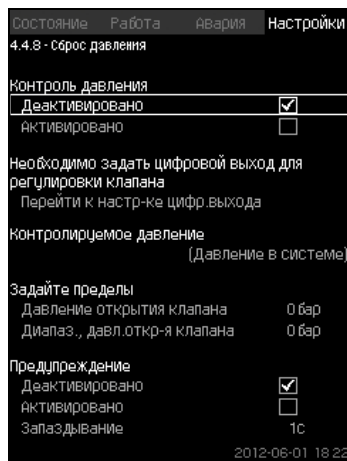 Состояние Работа Авария Настройки
4.4.8 - Сброс давления
Контроль давления
Деактивировано
Активировано
Необходимо задать цифровой выход для
регулировки клапана
Перейти к настр-ке цифр.выхода
Контролируемое давление
(Давление в системе)
Задайте пределы
Давление открытия клапана 0 бар
Диапаз., давл.откр-я клапана 0 бар
Предупреждение
Деактивировано
Активировано
Запаздывание 1с
2012-06-01 18:22